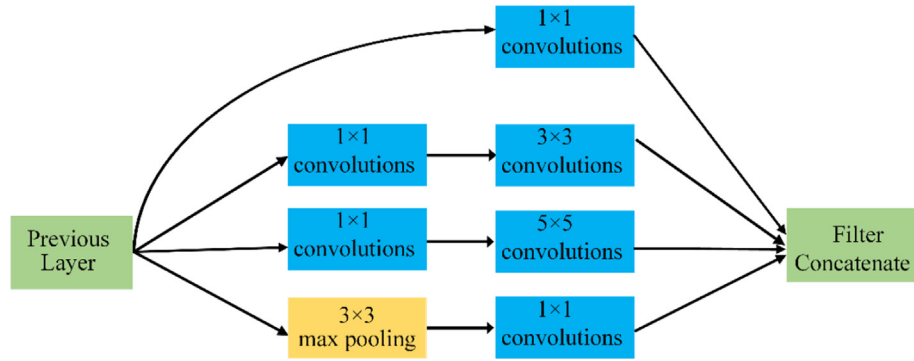 1×1
convolutions
1×1
convolutions
3×3
convolutions
Previous
Layer
1×1
convolutions
5×5
convolutions
Filter
Concatenate
3×3
max pooling
1×1
convolutions